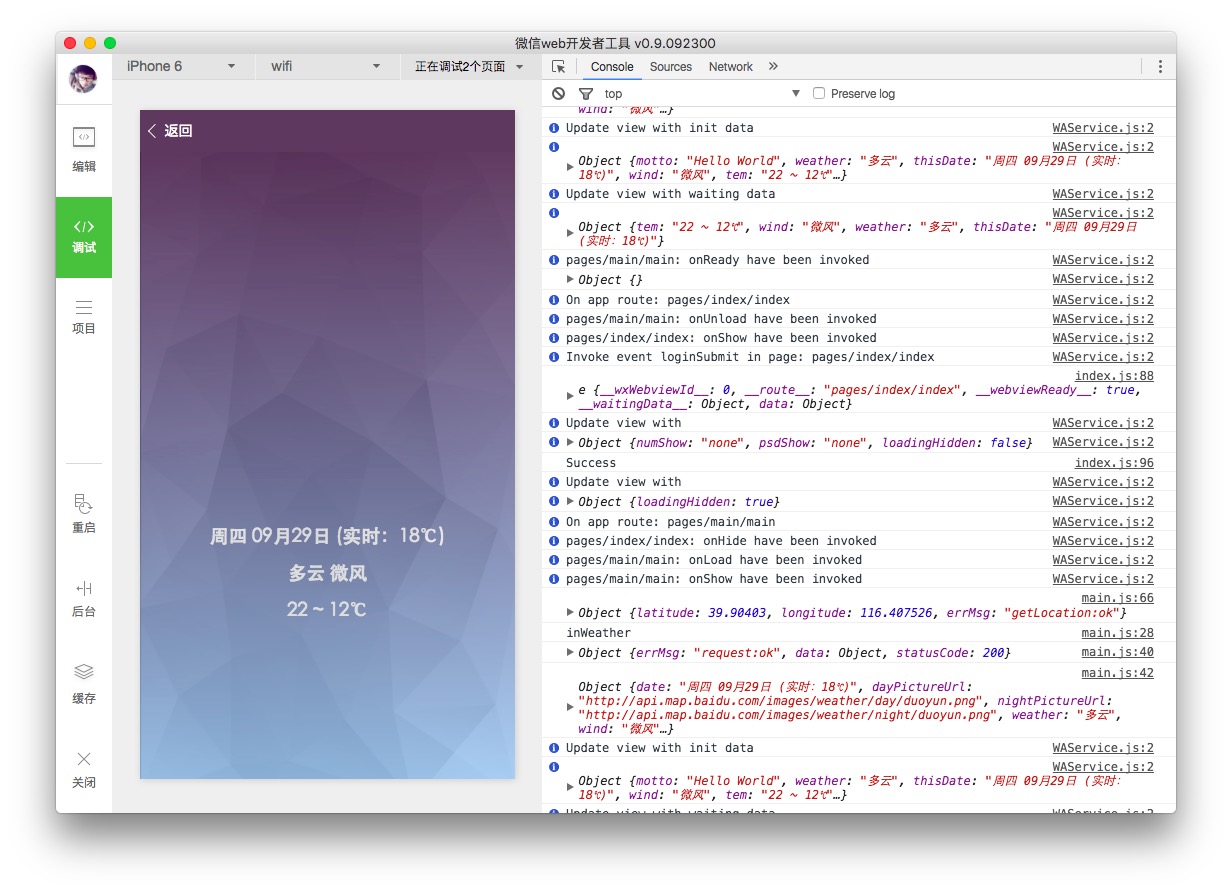 微信web开发者工具 v0.9.092300
iPhone 6
wifi
正在调试2个页面
编辑
调试
项目
重启
后台
缓存
关闭
返回
周四 09月29日 (实时：18℃)
多云 微风
22 ~ 12℃
Console Sources Network »
top
Preserve log
wind: "微风"…}
Update view with init data WAService.js:2
WAService.js:2
Object {motto: "Hello World", weather: "多云", thisDate: "周四 09月29日 (实时：
18℃)", wind: "微风", tem: "22 ~ 12℃"…}
Update view with waiting data WAService.js:2
WAService.js:2
Object {tem: "22 ~ 12℃", wind: "微风", weather: "多云", thisDate: "周四 09月29日
(实时：18℃)"}
pages/main/main: onReady have been invoked WAService.js:2
Object {} WAService.js:2
On app route: pages/index/index WAService.js:2
pages/main/main: onUnload have been invoked WAService.js:2
pages/index/index: onShow have been invoked WAService.js:2
Invoke event loginSubmit in page: pages/index/index WAService.js:2
index.js:88
e {__wxWebviewId__: 0, __route__: "pages/index/index", __webviewReady__: true,
__waitingData__: Object, data: Object}
Update view with WAService.js:2
Object {numShow: "none", psdShow: "none", loadingHidden: false} WAService.js:2
Success index.js:96
Update view with WAService.js:2
Object {loadingHidden: true} WAService.js:2
On app route: pages/main/main WAService.js:2
pages/index/index: onHide have been invoked WAService.js:2
pages/main/main: onLoad have been invoked WAService.js:2
pages/main/main: onShow have been invoked WAService.js:2
main.js:66
Object {latitude: 39.90403, longitude: 116.407526, errMsg: "getLocation:ok"}
inWeather main.js:28
Object {errMsg: "request:ok", data: Object, statusCode: 200} main.js:40
main.js:42
Object {date: "周四 09月29日 (实时：18℃)", dayPictureUrl:
"http://api.map.baidu.com/images/weather/day/duoyun.png", nightPictureUrl:
"http://api.map.baidu.com/images/weather/night/duoyun.png", weather: "多云",
wind: "微风"…}
Update view with init data WAService.js:2
WAService.js:2
Object {motto: "Hello World", weather: "多云", thisDate: "周四 09月29日 (实时：
18℃)", wind: "微风", tem: "22 ~ 12℃"…}
Update view with waiting data WAService.js:2